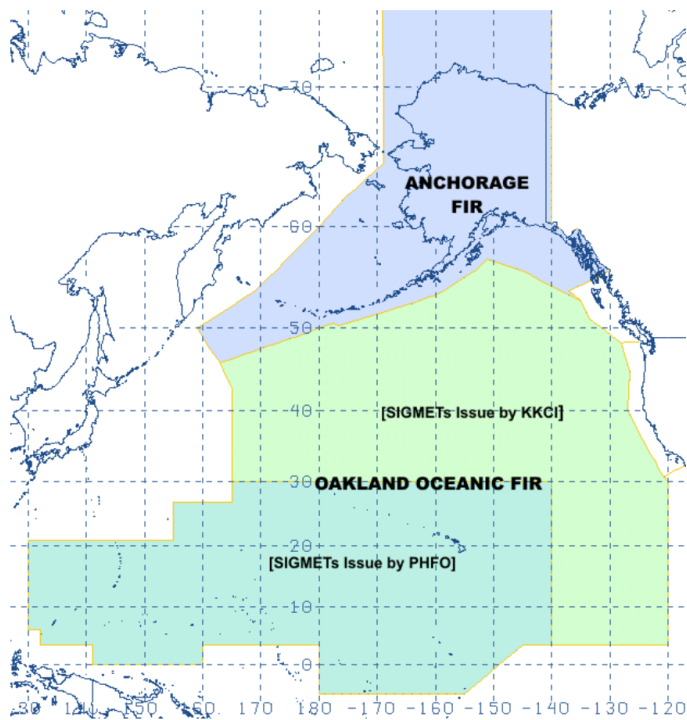 70
ANCHORAGE
FIR
60
50
[SIGMETs Issue by KKCI]
40
30
OAKLAND OCEANIC FIR
20
[SIGMETs Issue by PHFO]
10
0
130 140 150 160 170 180 -170 -160 -150 -140 -130 -120